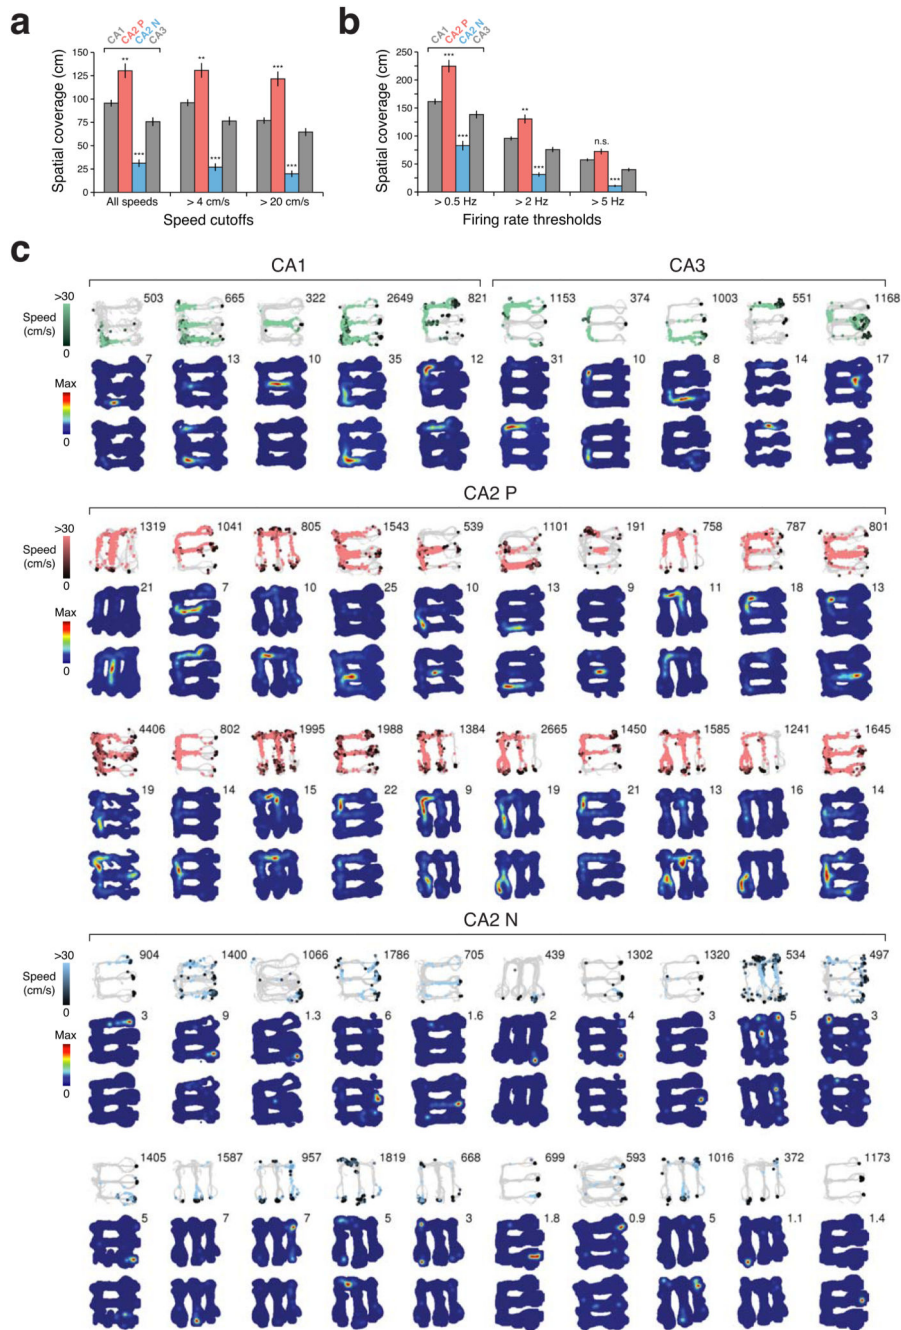 a
CA1 CA2 P CA2 N CA3
Spatial coverage (cm)
150
125
100
75
50
25
0
** ** ***
*** *** ***
All speeds > 4 cm/s > 20 cm/s
Speed cutoffs
b
CA1 CA2 P CA2 N CA3
Spatial coverage (cm)
250
225
200
150
100
50
0
*** ** n.s.
*** *** ***
> 0.5 Hz > 2 Hz > 5 Hz
Firing rate thresholds
c
CA1 CA3
>30
Speed
(cm/s)
0
503 665 322 2649 821 1153 374 1003 551 1168
Max
0
7 13 10 35 12 31 10 8 14 17
CA2 P
>30
Speed
(cm/s)
0
1319 1041 805 1543 539 1101 191 758 787 801
Max
0
21 7 10 25 10 13 9 11 18 13
4406 802 1995 1988 1384 2665 1450 1585 1241 1645
19 14 15 22 9 19 21 13 16 14
CA2 N
>30
Speed
(cm/s)
0
904 1400 1066 1786 705 439 1302 1320 534 497
Max
0
3 9 1.3 6 1.6 2 4 3 5 3
1405 1587 957 1819 668 699 593 1016 372 1173
5 7 7 5 3 1.8 0.9 5 1.1 1.4